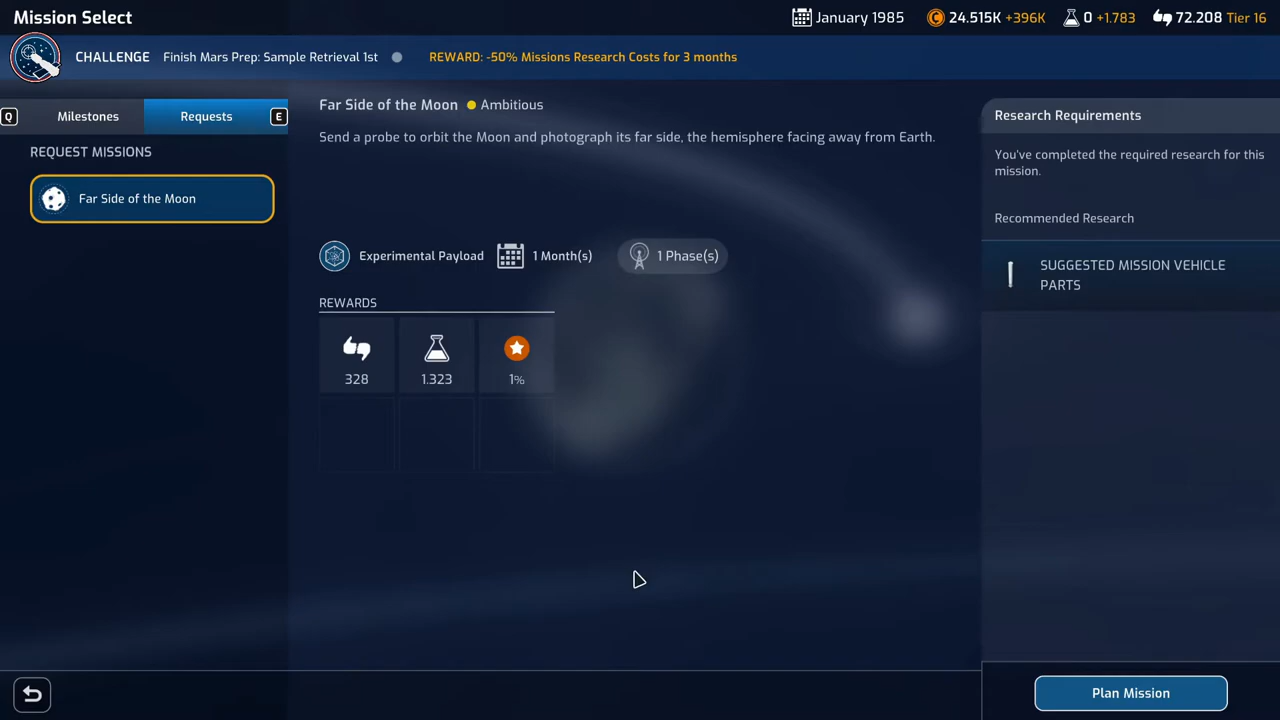 Mission Select
January 1985
24.515K +396K
0 +1.783
72.208 Tier 16
CHALLENGE Finish Mars Prep: Sample Retrieval 1st
REWARD: -50% Missions Research Costs for 3 months
Q Milestones Requests E
REQUEST MISSIONS
Far Side of the Moon
Far Side of the Moon Ambitious
Send a probe to orbit the Moon and photograph its far side, the hemisphere facing away from Earth.
Experimental Payload 1 Month(s) 1 Phase(s)
REWARDS
328 1.323 1%
Research Requirements
You've completed the required research for this
mission.
Recommended Research
SUGGESTED MISSION VEHICLE
PARTS
Plan Mission